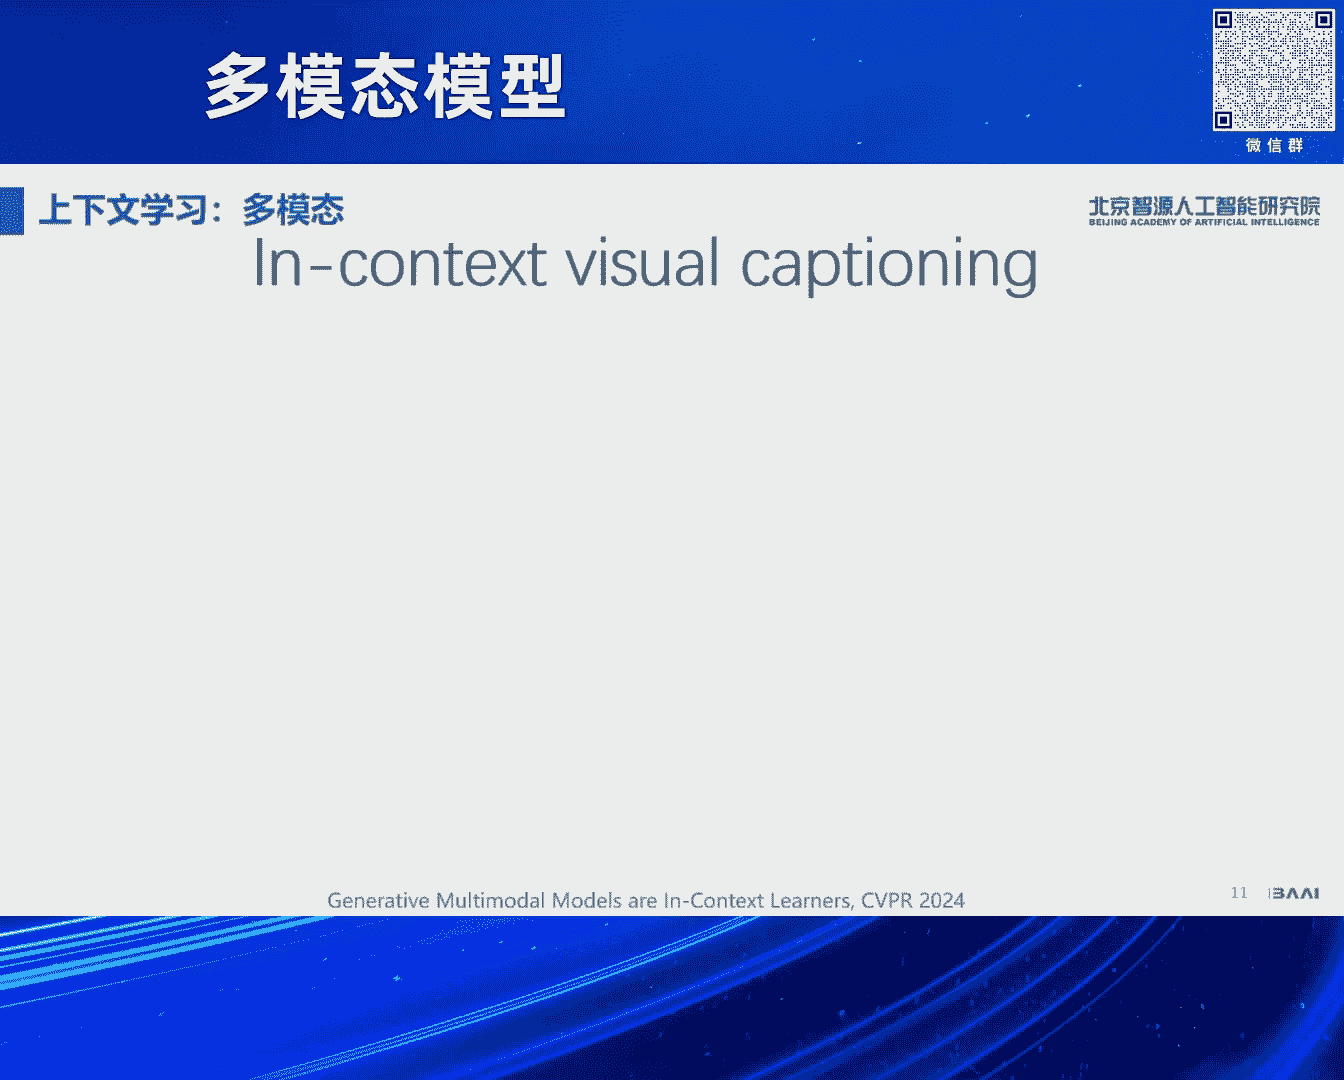 多模态模型
微信群
上下文学习：多模态
北京智源人工智能研究院
BEIJING ACADEMY OF ARTIFICIAL INTELLIGENCE
In-context visual captioning
Generative Multimodal Models are In-Context Learners, CVPR 2024
11
BAAI